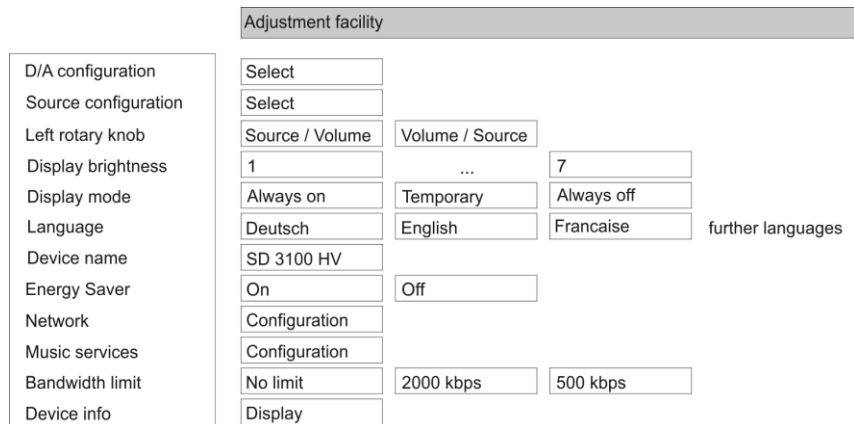 Adjustment facility
D/A configuration Select
Source configuration Select
Left rotary knob Source / Volume Volume / Source
Display brightness 1 ... 7
Display mode Always on Temporary Always off
Language Deutsch English Francaise further languages
Device name SD 3100 HV
Energy Saver On Off
Network Configuration
Music services Configuration
Bandwidth limit No limit 2000 kbps 500 kbps
Device info Display